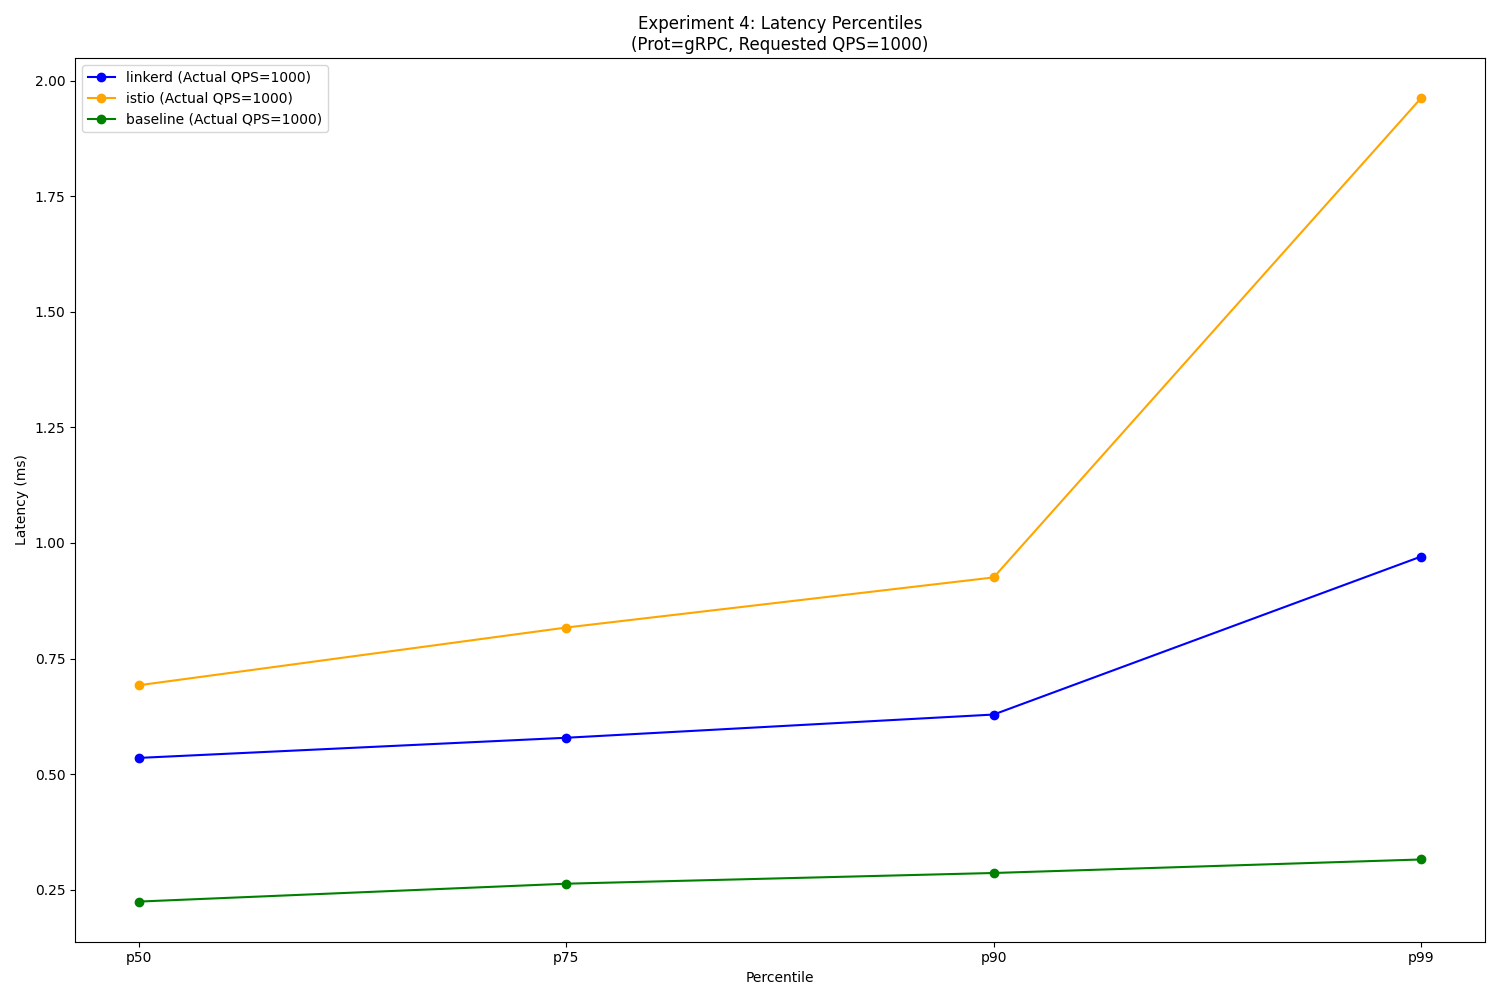 Experiment 4: Latency Percentiles
(Prot=gRPC, Requested QPS=1000)
linkerd (Actual QPS=1000)
istio (Actual QPS=1000)
baseline (Actual QPS=1000)
2.00
1.75
1.50
1.25
1.00
0.75
0.50
0.25
Latency (ms)
p50 p75 p90 p99
Percentile